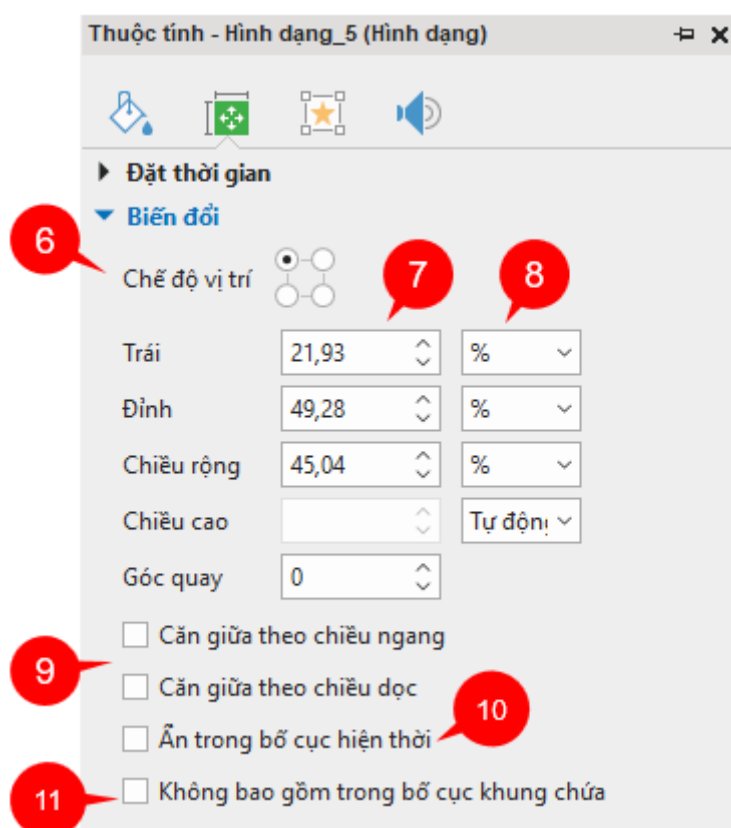 Thuộc tính - Hình dạng_5 (Hình dạng)
Đặt thời gian
Biến đổi
6
Chế độ vị trí
7
8
Trái 21,93 %
Đỉnh 49,28 %
Chiều rộng 45,04 %
Chiều cao Tự động
Góc quay 0
Căn giữa theo chiều ngang
9
Căn giữa theo chiều dọc
10
Ẩn trong bố cục hiện thời
11
Không bao gồm trong bố cục khung chứa